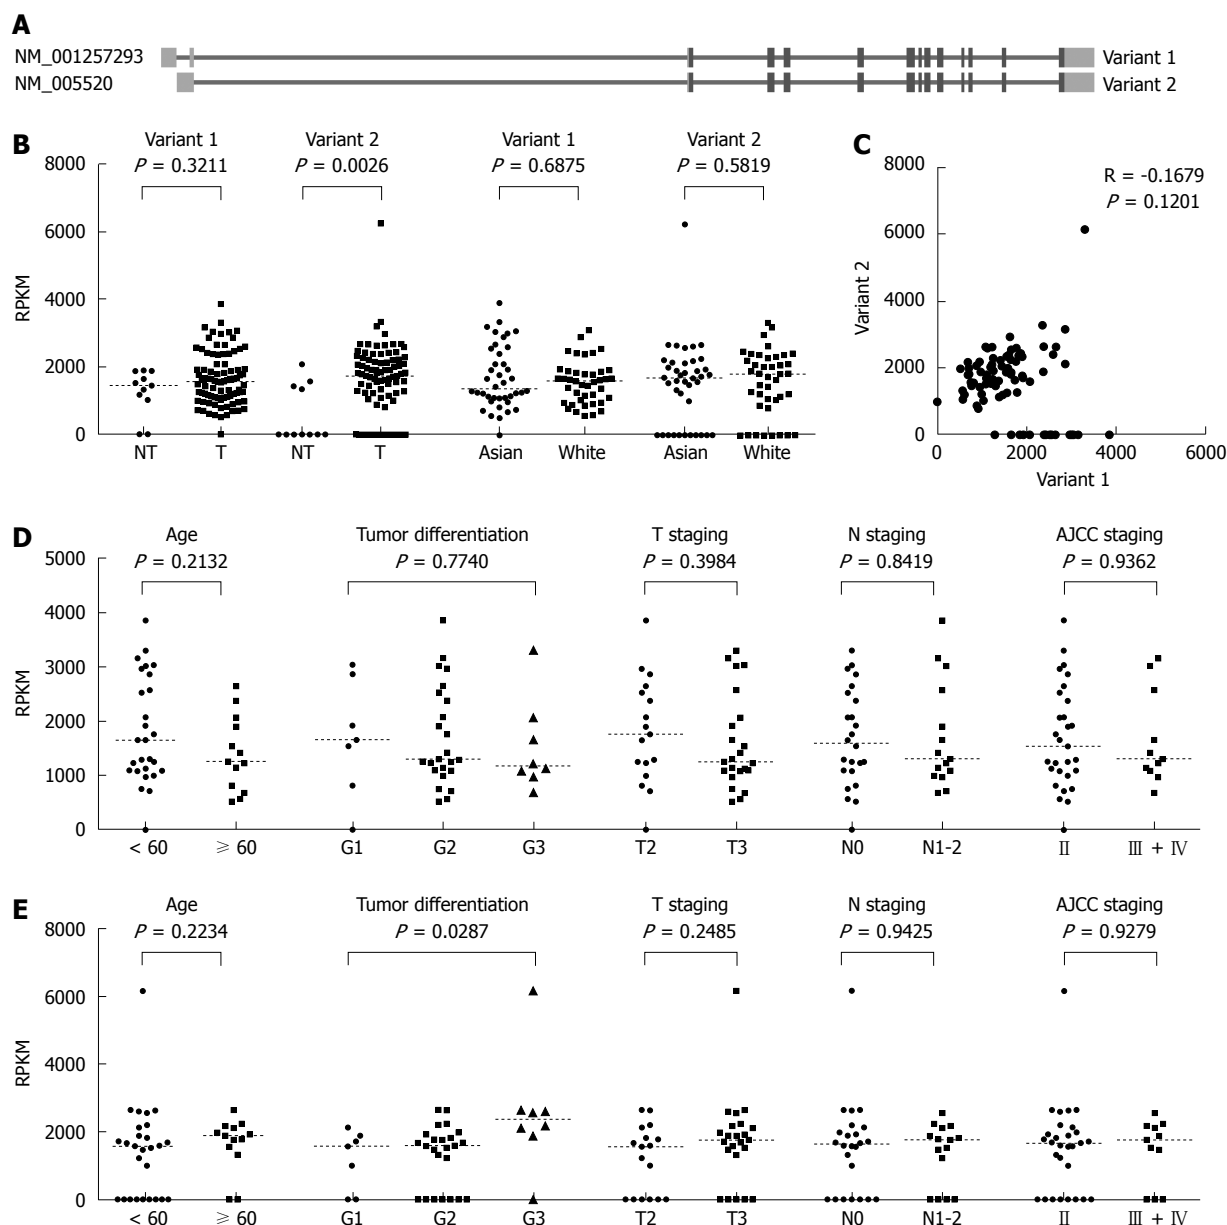 A
NM_001257293 Variant 1
NM_005520 Variant 2
B
Variant 1 Variant 2 Variant 1 Variant 2
P = 0.3211 P = 0.0026 P = 0.6875 P = 0.5819
8000
6000
4000
2000
0
RPKM
NT T NT T Asian White Asian White
C
R = -0.1679
P = 0.1201
8000
6000
4000
2000
0
Variant 2
0 2000 4000 6000
Variant 1
D
Age Tumor differentiation T staging N staging AJCC staging
P = 0.2132 P = 0.7740 P = 0.3984 P = 0.8419 P = 0.9362
5000
4000
3000
2000
1000
0
RPKM
< 60 ≥ 60 G1 G2 G3 T2 T3 N0 N1-2 Ⅱ Ⅲ + Ⅳ
E
Age Tumor differentiation T staging N staging AJCC staging
P = 0.2234 P = 0.0287 P = 0.2485 P = 0.9425 P = 0.9279
8000
6000
4000
2000
0
RPKM
< 60 ≥ 60 G1 G2 G3 T2 T3 N0 N1-2 Ⅱ Ⅲ + Ⅳ